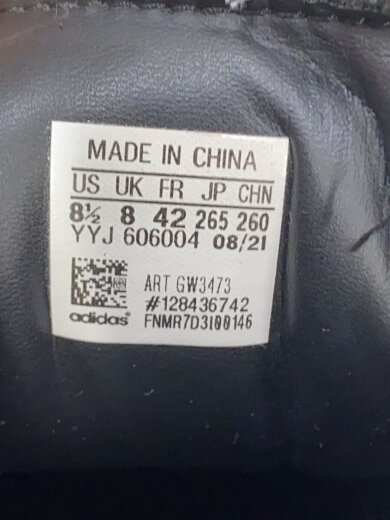 MADE IN CHINA
US UK FR JP CHN
8½ 8 42 265 260
YYJ 606004 08/21
ART GW3473
#128436742
adidas FNMR7D3100146